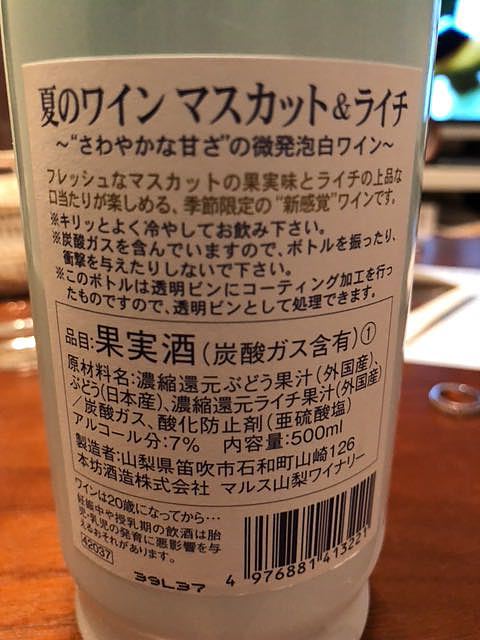 夏のワイン マスカット&ライチ
～“さわやかな甘さ”の微発泡白ワイン～
フレッシュなマスカットの果実味とライチの上品な
口当たりが楽しめる、季節限定の“新感覚”ワインです。
※キリッとよく冷やしてお飲み下さい。
※炭酸ガスを含んでいますので、ボトルを振ったり、
衝撃を与えたりしないで下さい。
※このボトルは透明ビンにコーティング加工を行っ
たものですので、透明ビンとして処理できます。
品目:果実酒(炭酸ガス含有)①
原材料名:濃縮還元ぶどう果汁(外国産)、
ぶどう(日本産)、濃縮還元ライチ果汁(外国産)
/炭酸ガス、酸化防止剤(亜硫酸塩)
アルコール分:7% 内容量:500ml
製造者:山梨県笛吹市石和町山崎126
本坊酒造株式会社 マルス山梨ワイナリー
ワインは20歳になってから…
妊娠中や授乳期の飲酒は胎
児・乳児の発育に悪影響を与
えるおそれがあります。
42037
39L37
4 976881 413221